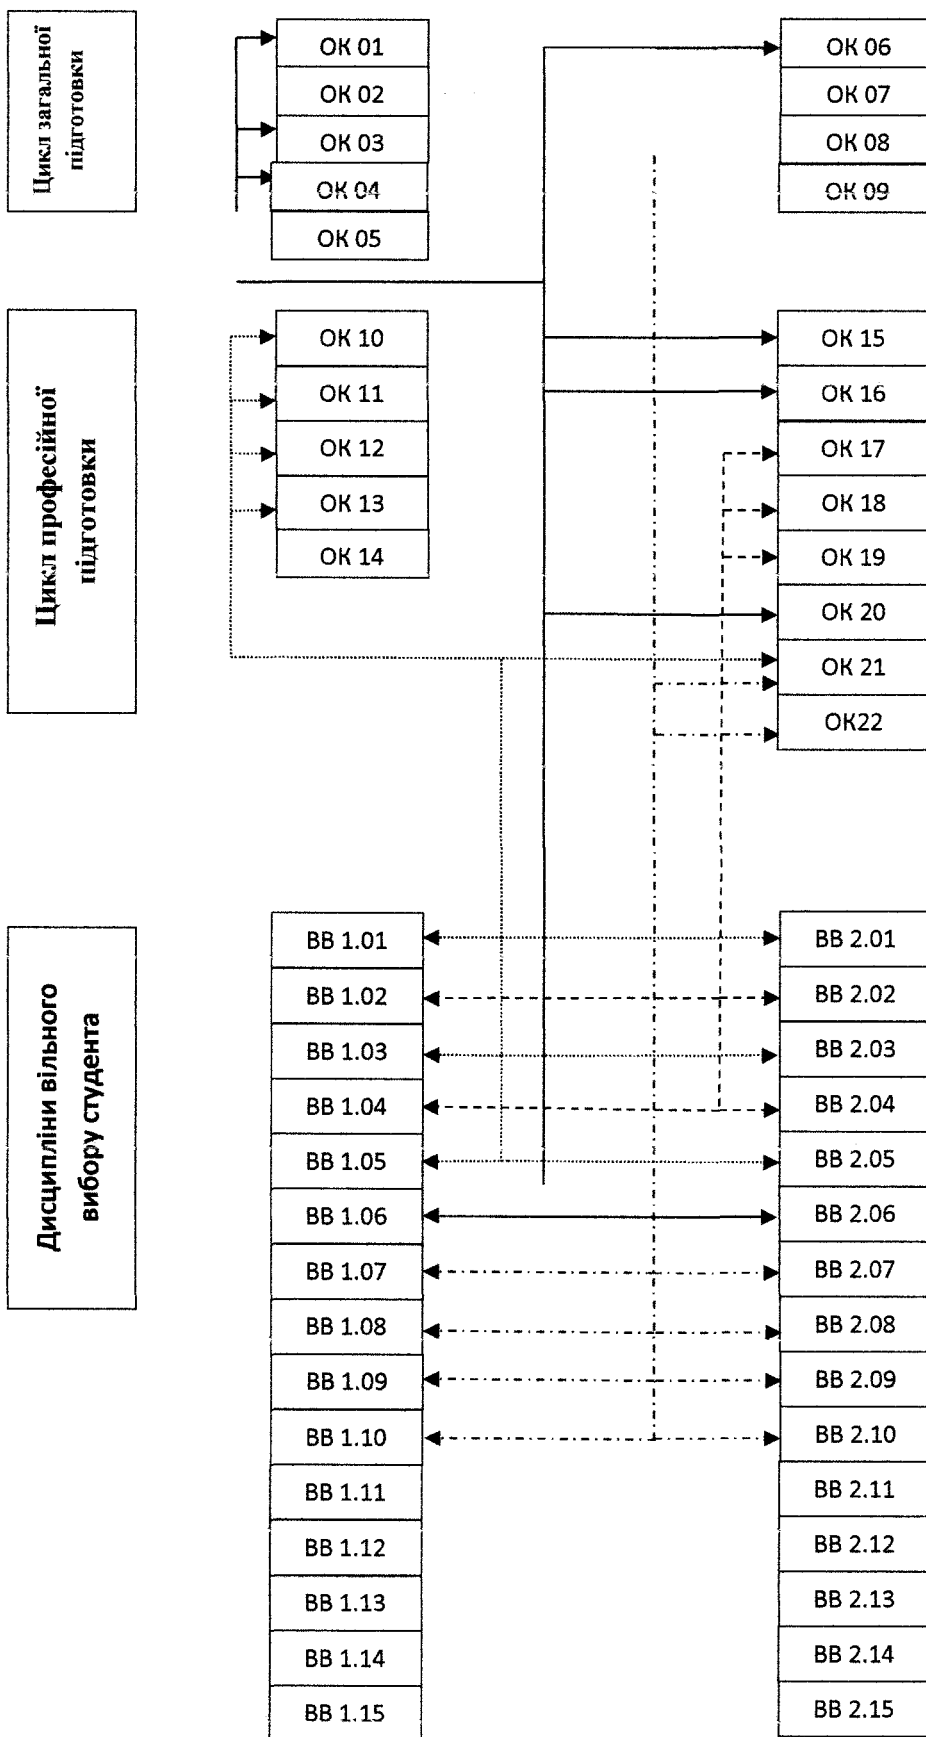 Цикл загальної
підготовки
ОК 01
ОК 02
ОК 03
ОК 04
ОК 05
ОК 06
ОК 07
ОК 08
ОК 09
Цикл професійної
підготовки
ОК 10
ОК 11
ОК 12
ОК 13
ОК 14
ОК 15
ОК 16
ОК 17
ОК 18
ОК 19
ОК 20
ОК 21
ОК22
Дисципліни вільного
вибору студента
ВВ 1.01
ВВ 1.02
ВВ 1.03
ВВ 1.04
ВВ 1.05
ВВ 1.06
ВВ 1.07
ВВ 1.08
ВВ 1.09
ВВ 1.10
ВВ 1.11
ВВ 1.12
ВВ 1.13
ВВ 1.14
ВВ 1.15
ВВ 2.01
ВВ 2.02
ВВ 2.03
ВВ 2.04
ВВ 2.05
ВВ 2.06
ВВ 2.07
ВВ 2.08
ВВ 2.09
ВВ 2.10
ВВ 2.11
ВВ 2.12
ВВ 2.13
ВВ 2.14
ВВ 2.15